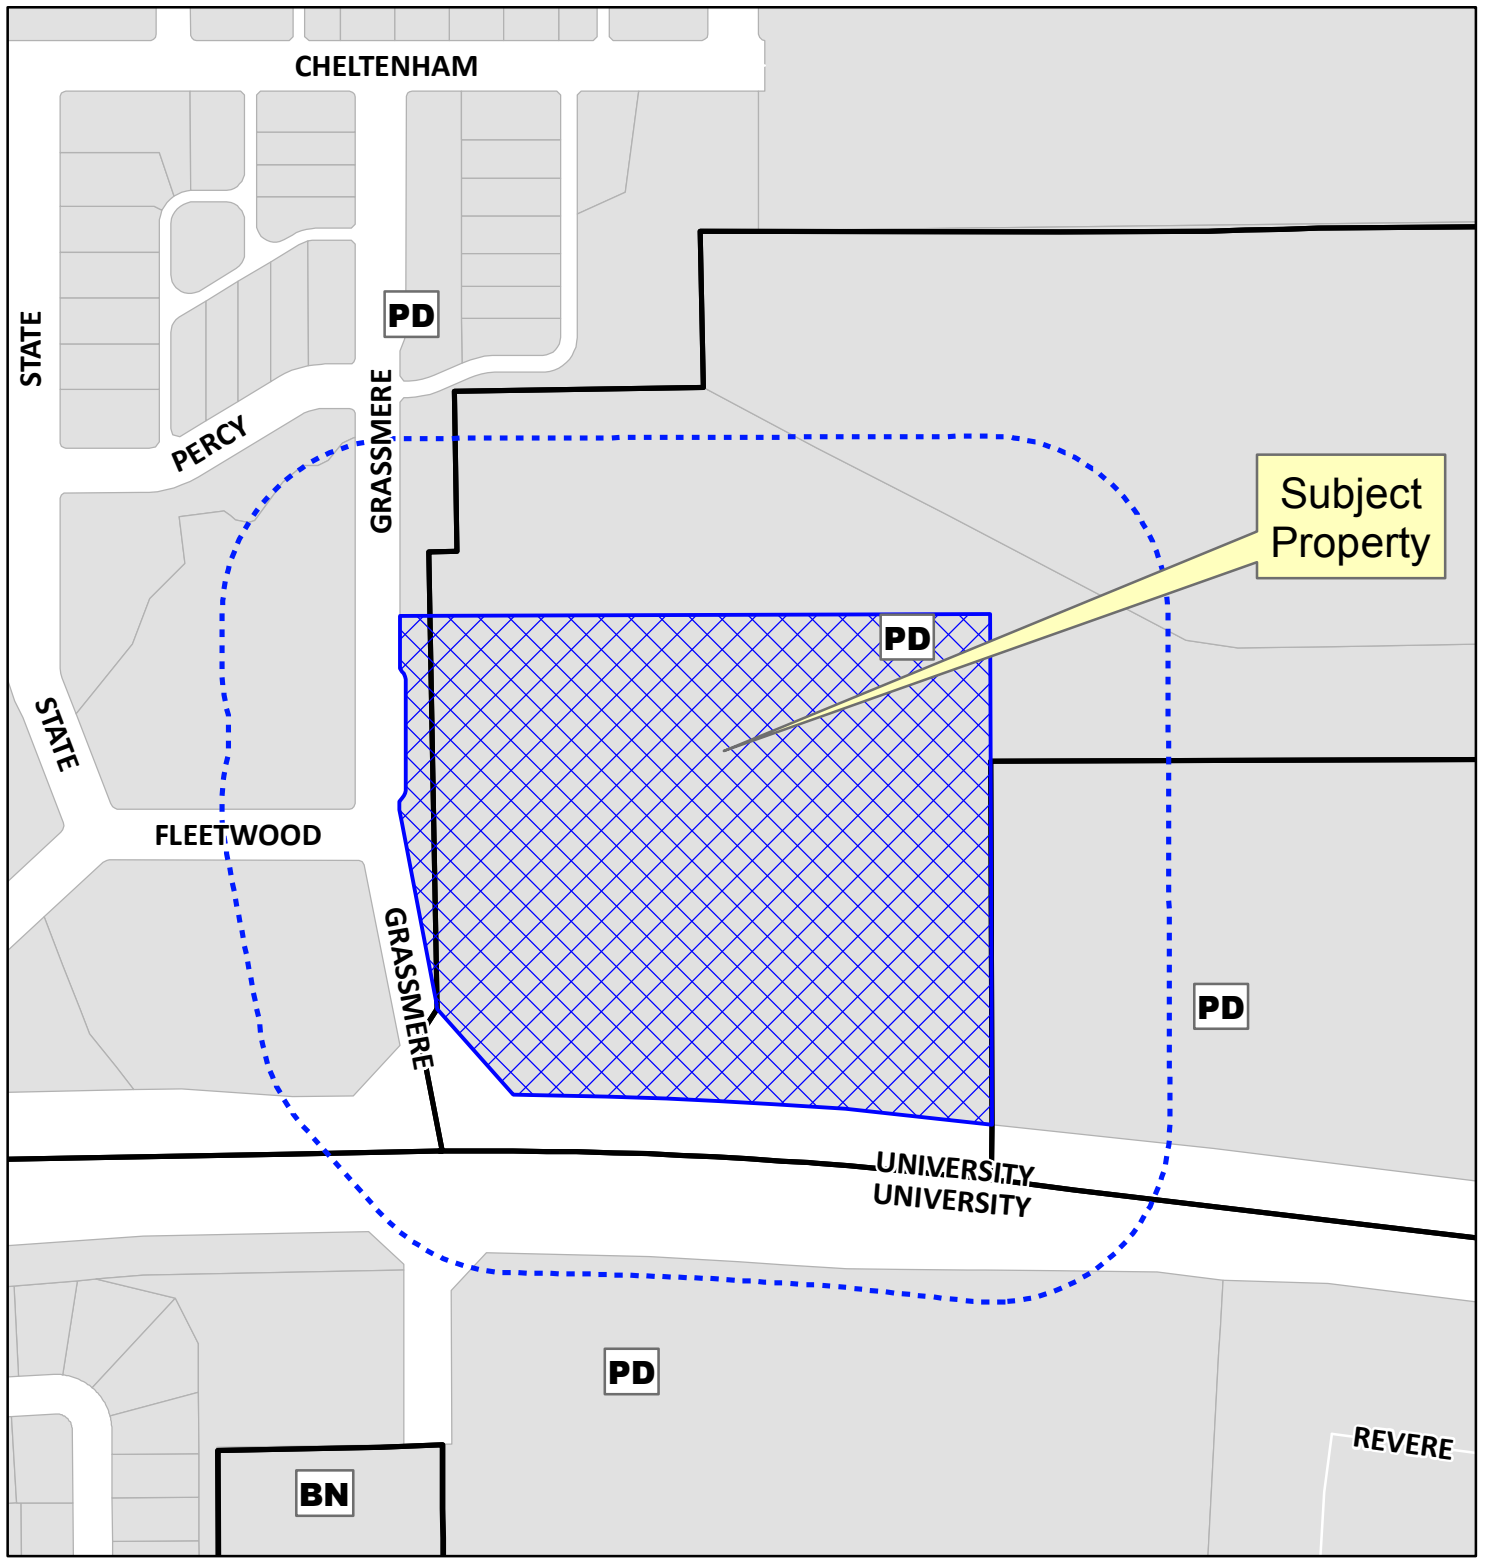 CHELTENHAM
STATE
PD
GRASSMERE
PERCY
Subject
Property
PD
STATE
FLEETWOOD
GRASSMERE
PD
UNIVERSITY
UNIVERSITY
PD
REVERE
BN